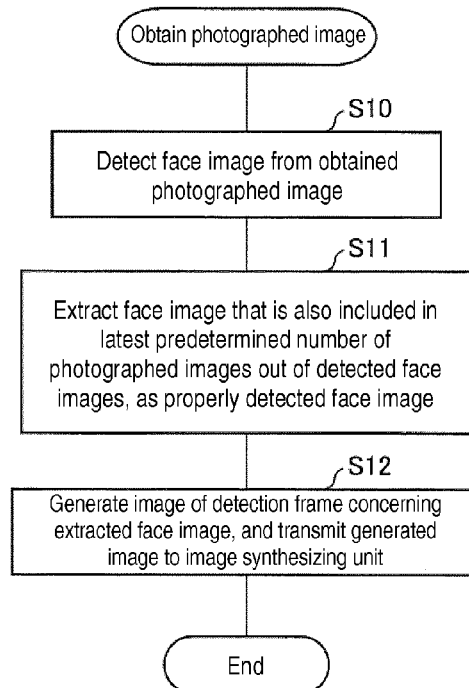 Obtain photographed image
S10
Detect face image from obtained
photographed image
S11
Extract face image that is also included in
latest predetermined number of
photographed images out of detected face
images, as properly detected face image
S12
Generate image of detection frame concerning
extracted face image, and transmit generated
image to image synthesizing unit
End